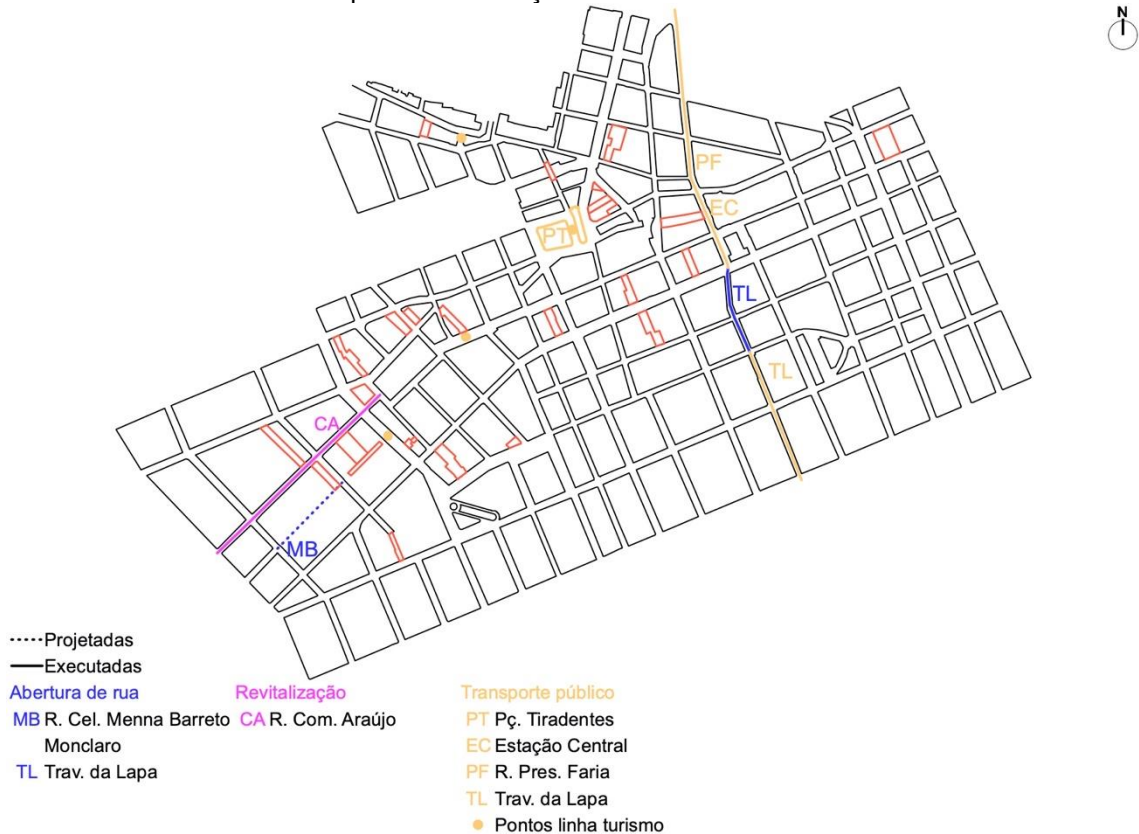 N
PF
EC
PT
TL
TL
CA
MB
Projetadas
Executadas
Abertura de rua
MB R. Cel. Menna Barreto
Monclaro
TL Trav. da Lapa
Revitalização
CA R. Com. Araújo
Transporte público
PT Pç. Tiradentes
EC Estação Central
PF R. Pres. Faria
TL Trav. da Lapa
Pontos linha turismo